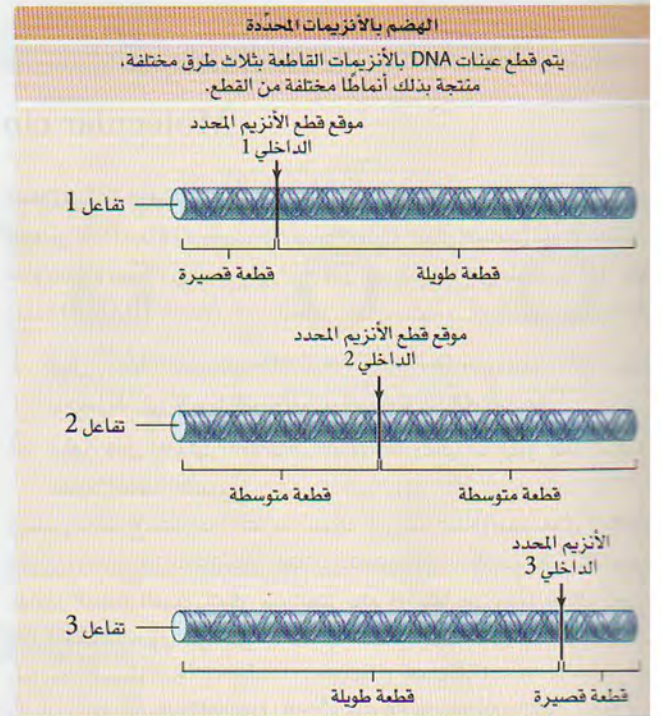 الهضم بالأنزيمات المحدّدة
يتم قطع عينات DNA بالأنزيمات القاطعة بثلاث طرق مختلفة،
منتجة بذلك أنماطًا مختلفة من القطع.
موقع قطع الأنزيم المحدد
الداخلي 1
تفاعل 1
قطعة قصيرة
قطعة طويلة
موقع قطع الأنزيم المحدد
الداخلي 2
تفاعل 2
قطعة متوسطة
قطعة متوسطة
الأنزيم المحدد
الداخلي 3
تفاعل 3
قطعة طويلة
قطعة قصيرة